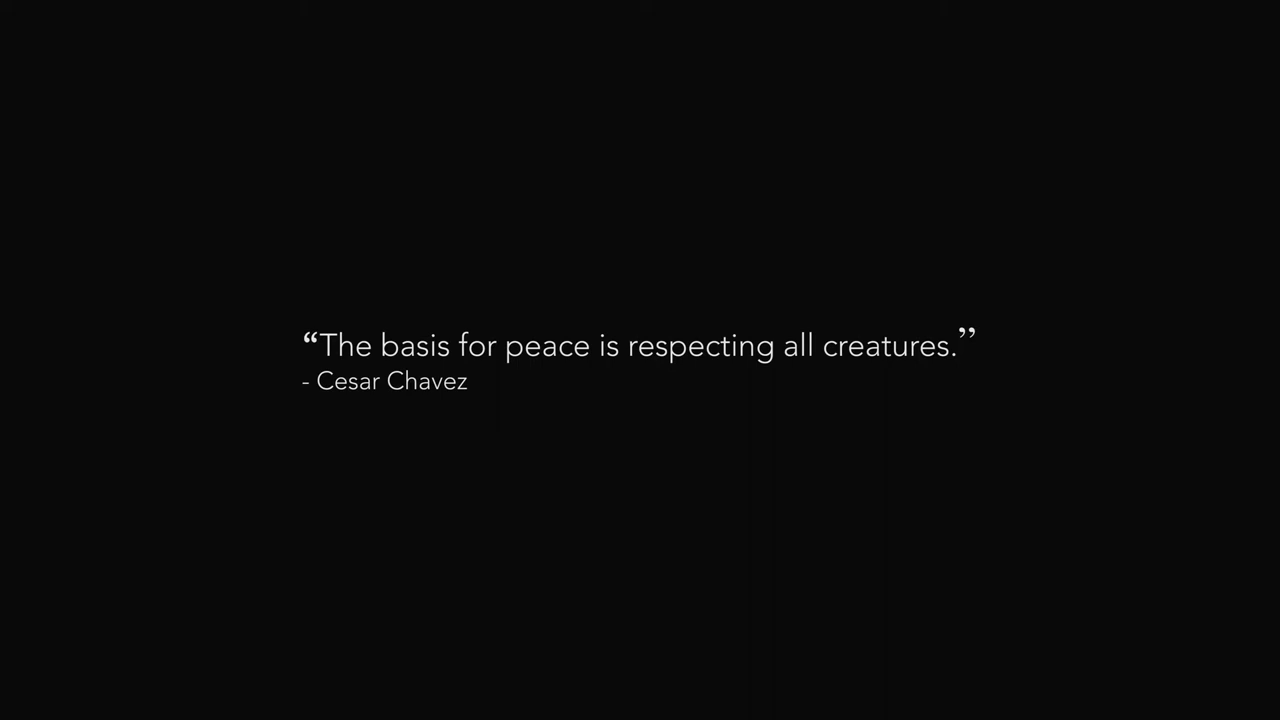 “The basis for peace is respecting all creatures.”
- Cesar Chavez